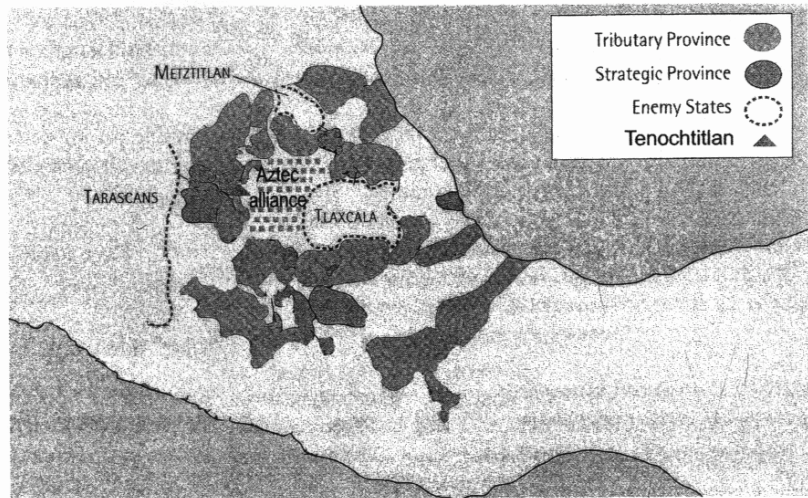 Tributary Province
Strategic Province
Enemy States
Tenochtitlan
METZTITLAN
TARASCANS
Aztec
alliance
TLAXCALA